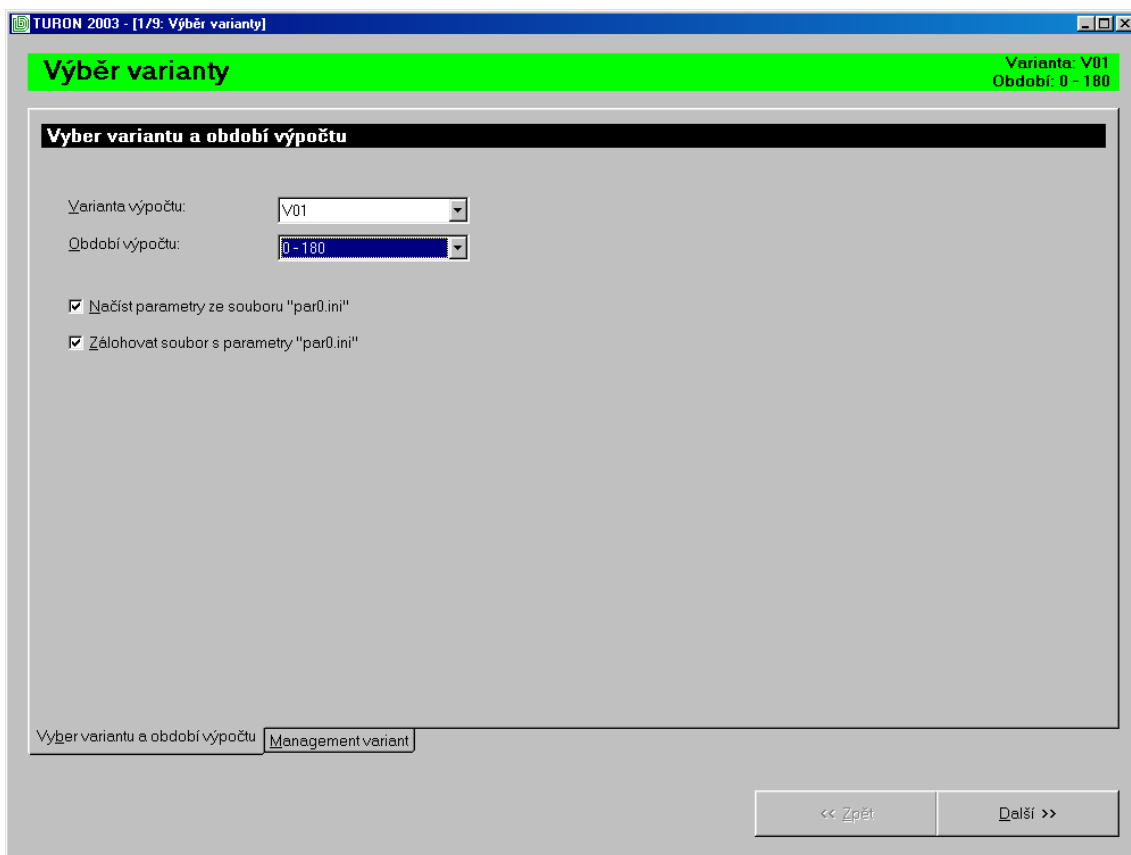 TURON 2003 - [1/9: Výběr varianty]
Výběr varianty
Varianta: V01
Období: 0 - 180
Vyber variantu a období výpočtu
Varianta výpočtu:
V01
Období výpočtu:
0 - 180
Načíst parametry ze souboru "par0.ini"
Zálohovat soubor s parametry "par0.ini"
Vyber variantu a období výpočtu
Management variant
<< Zpět
Další >>